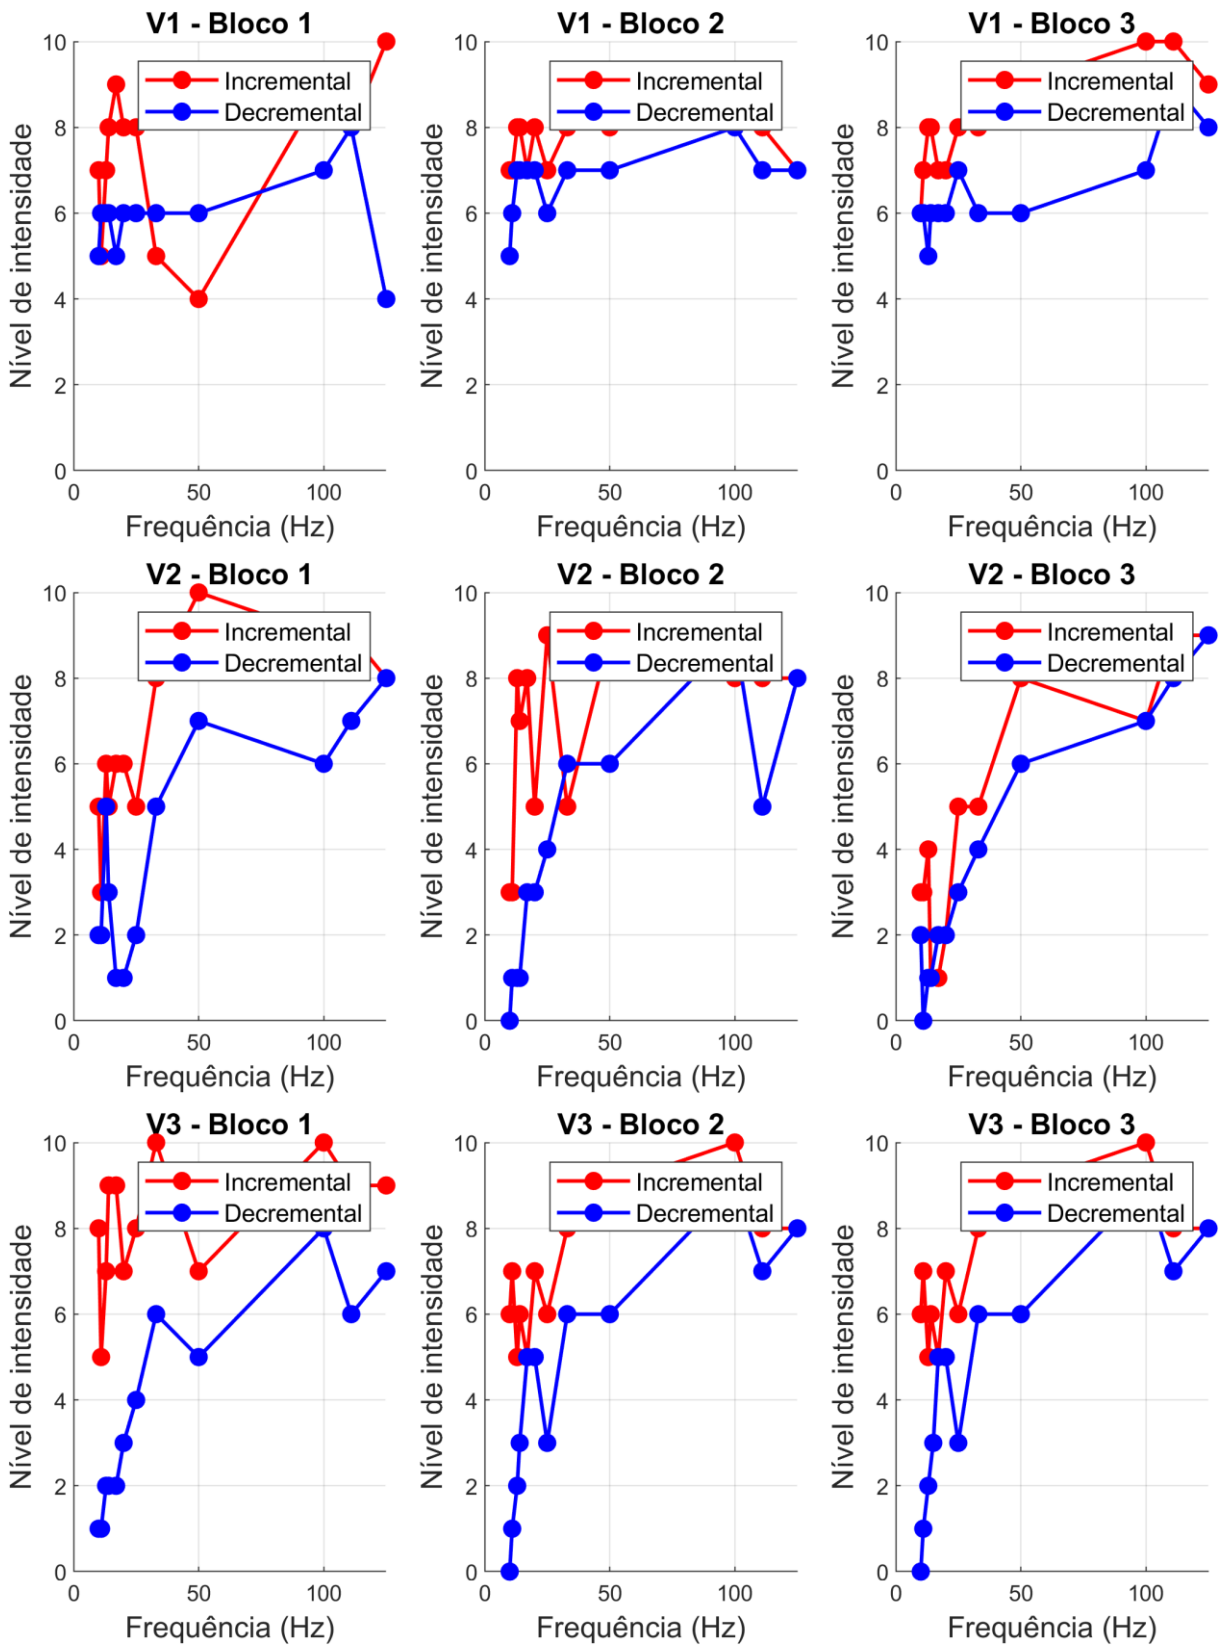 V1 - Bloco 1
V1 - Bloco 2
V1 - Bloco 3
10
8
6
4
2
0
Nível de intensidade
Incremental
Decremental
0 50 100
Frequência (Hz)
10
8
6
4
2
0
Nível de intensidade
Incremental
Decremental
0 50 100
Frequência (Hz)
10
8
6
4
2
0
Nível de intensidade
Incremental
Decremental
0 50 100
Frequência (Hz)
V2 - Bloco 1
V2 - Bloco 2
V2 - Bloco 3
10
8
6
4
2
0
Nível de intensidade
Incremental
Decremental
0 50 100
Frequência (Hz)
10
8
6
4
2
0
Nível de intensidade
Incremental
Decremental
0 50 100
Frequência (Hz)
10
8
6
4
2
0
Nível de intensidade
Incremental
Decremental
0 50 100
Frequência (Hz)
V3 - Bloco 1
V3 - Bloco 2
V3 - Bloco 3
10
8
6
4
2
0
Nível de intensidade
Incremental
Decremental
0 50 100
Frequência (Hz)
10
8
6
4
2
0
Nível de intensidade
Incremental
Decremental
0 50 100
Frequência (Hz)
10
8
6
4
2
0
Nível de intensidade
Incremental
Decremental
0 50 100
Frequência (Hz)